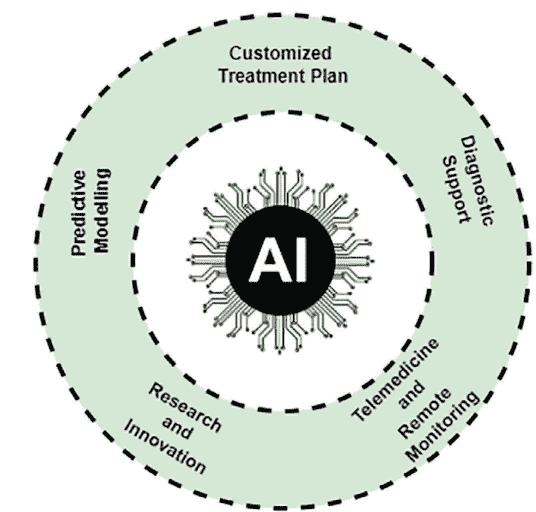 Customized
Treatment Plan
Diagnostic
Support
Telemedicine
and
Remote
Monitoring
Research
and
Innovation
Predictive
Modelling
AI